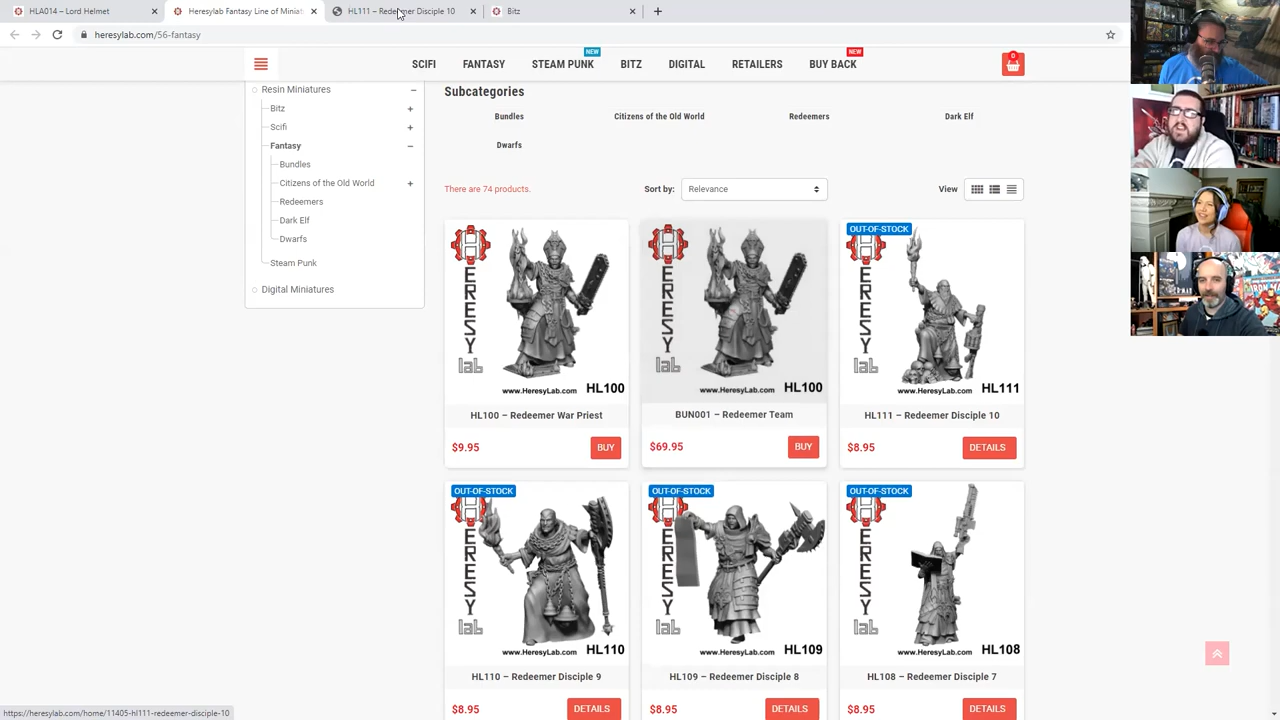 HLA014 – Lord Helmet
Heresylab Fantasy Line of Miniat
HL111 – Redeemer Disciple 10
Bitz
heresylab.com/56-fantasy
SCIFI
FANTASY
STEAM PUNK
NEW
BITZ
DIGITAL
RETAILERS
BUY BACK
NEW
0
Resin Miniatures
Bitz
Scifi
Fantasy
Bundles
Citizens of the Old World
Redeemers
Dark Elf
Dwarfs
Steam Punk
Digital Miniatures
Subcategories
Bundles
Citizens of the Old World
Redeemers
Dark Elf
Dwarfs
There are 74 products.
Sort by:
Relevance
View
HERESY
lab
www.HeresyLab.com
HL100
HL100 – Redeemer War Priest
$9.95
BUY
HERESY
lab
www.HeresyLab.com
HL100
BUN001 – Redeemer Team
$69.95
BUY
OUT-OF-STOCK
HERESY
lab
www.HeresyLab.com
HL111
HL111 – Redeemer Disciple 10
$8.95
DETAILS
OUT-OF-STOCK
HERESY
lab
www.HeresyLab.com
HL110
HL110 – Redeemer Disciple 9
$8.95
DETAILS
OUT-OF-STOCK
HERESY
lab
www.HeresyLab.com
HL109
HL109 – Redeemer Disciple 8
$8.95
DETAILS
OUT-OF-STOCK
HERESY
lab
www.HeresyLab.com
HL108
HL108 – Redeemer Disciple 7
$8.95
DETAILS
https://heresylab.com/home/11405-hl111-redeemer-disciple-10